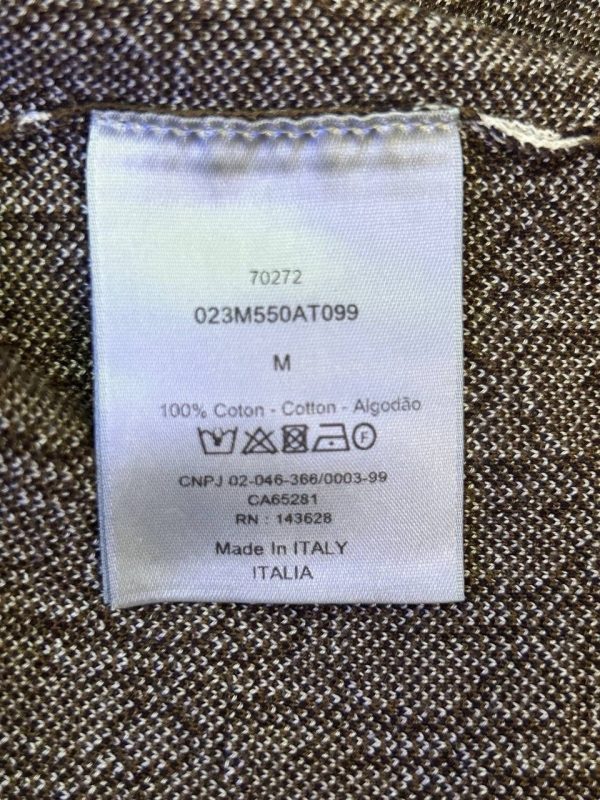 70272
023M550AT099
M
100% Coton - Cotton - Algodão
F
CNPJ 02-046-366/0003-99
CA65281
RN : 143628
Made In ITALY
ITALIA